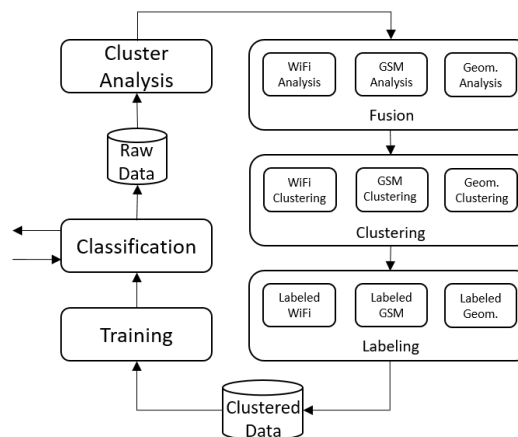 Cluster
Analysis
Raw
Data
Classification
Training
WiFi
Analysis
GSM
Analysis
Geom.
Analysis
Fusion
WiFi
Clustering
GSM
Clustering
Geom.
Clustering
Clustering
Labeled
WiFi
Labeled
GSM
Labeled
Geom.
Labeling
Clustered
Data